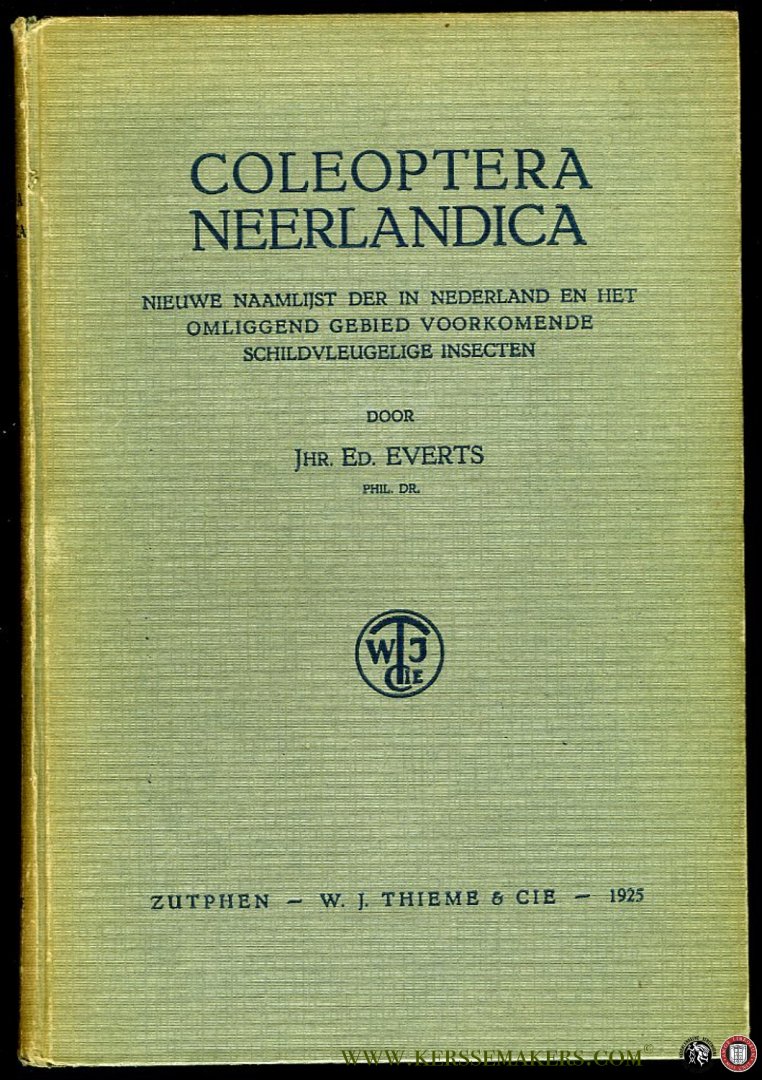 COLEOPTERA
NEERLANDICA
NIEUWE NAAMLIJST DER IN NEDERLAND EN HET
OMLIGGEND GEBIED VOORKOMENDE
SCHILDVLEUGELIGE INSECTEN
DOOR
JHR. ED. EVERTS
PHIL. DR.
W T J
CIE
ZUTPHEN — W. J. THIEME & CIE — 1925
WWW.KERSSEMAKERS.COM©